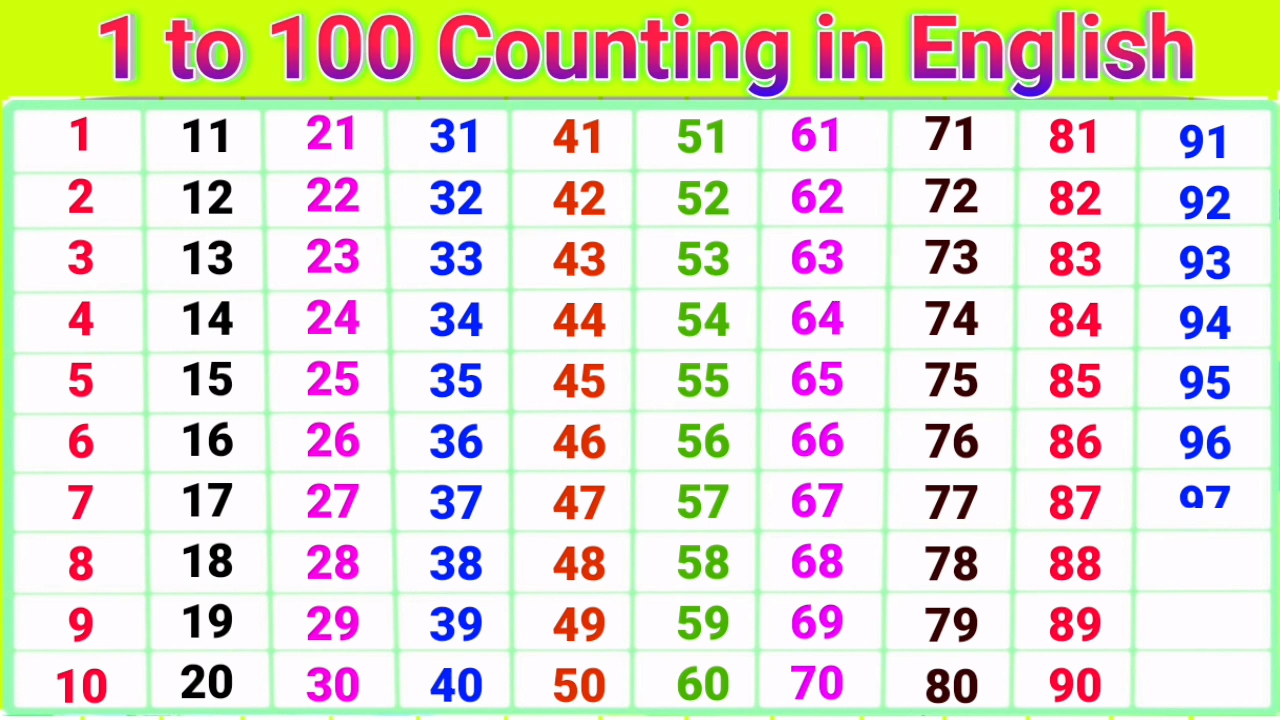 1 to 100 Counting in English
1 11 21 31 41 51 61 71 81 91
2 12 22 32 42 52 62 72 82 92
3 13 23 33 43 53 63 73 83 93
4 14 24 34 44 54 64 74 84 94
5 15 25 35 45 55 65 75 85 95
6 16 26 36 46 56 66 76 86 96
7 17 27 37 47 57 67 77 87 97
8 18 28 38 48 58 68 78 88
9 19 29 39 49 59 69 79 89
10 20 30 40 50 60 70 80 90